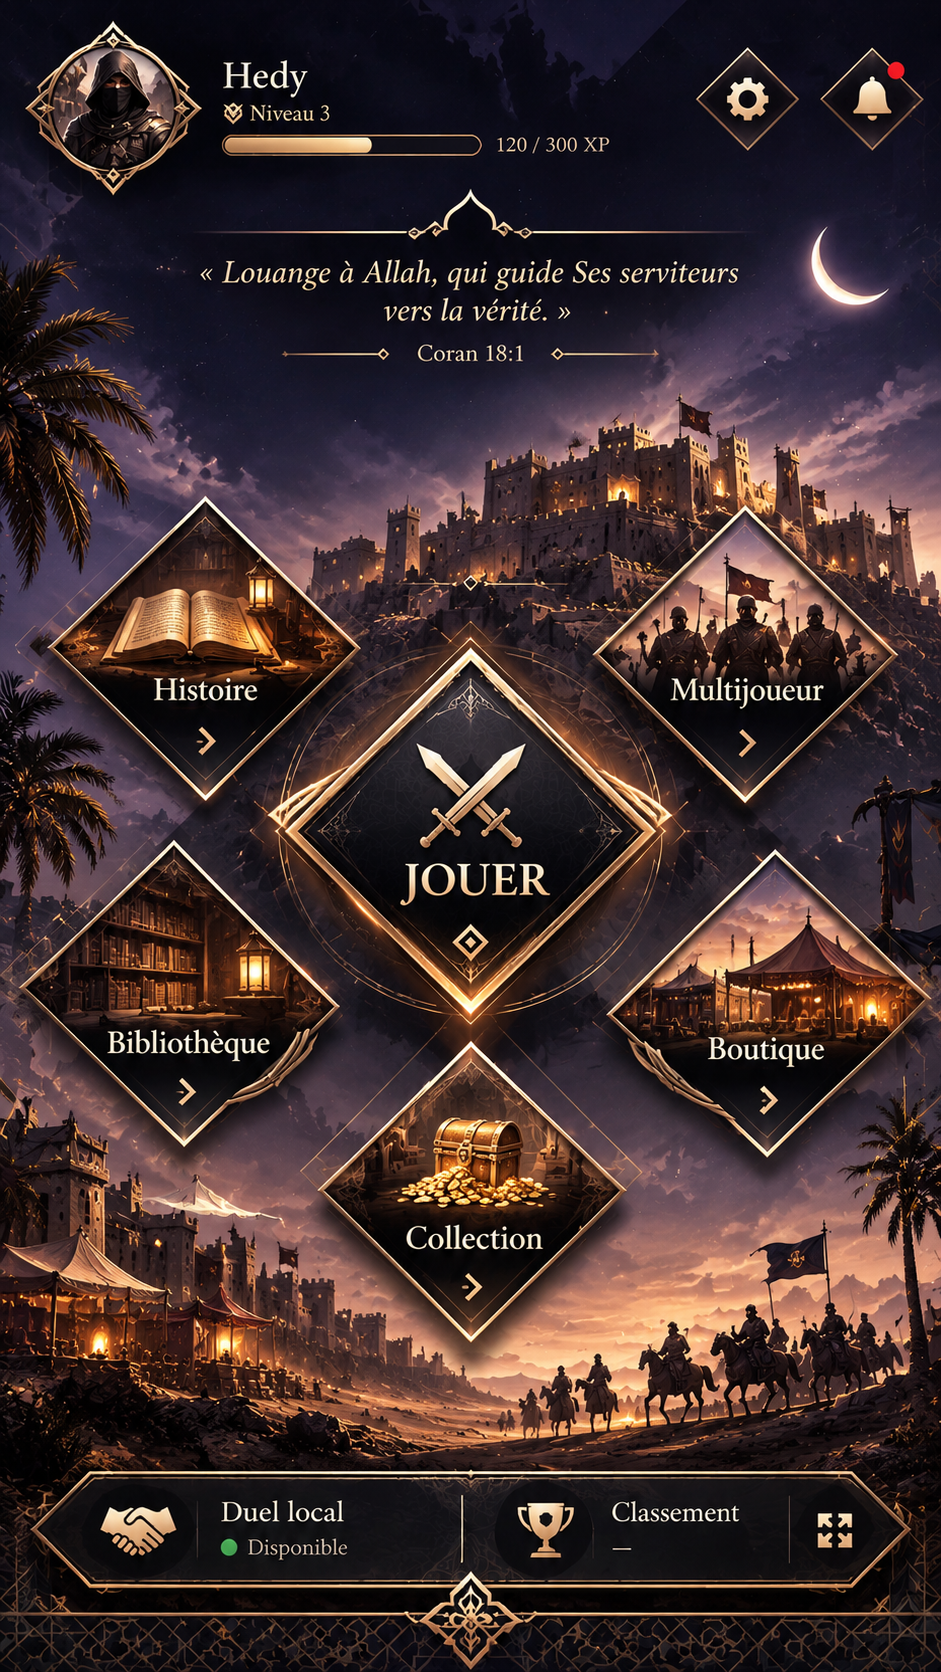 Hedy
Niveau 3
120 / 300 XP
« Louange à Allah, qui guide Ses serviteurs
vers la vérité. »
Coran 18:1
Histoire
Multijoueur
JOUER
Bibliothèque
Boutique
Collection
Duel local
Disponible
Classement
—